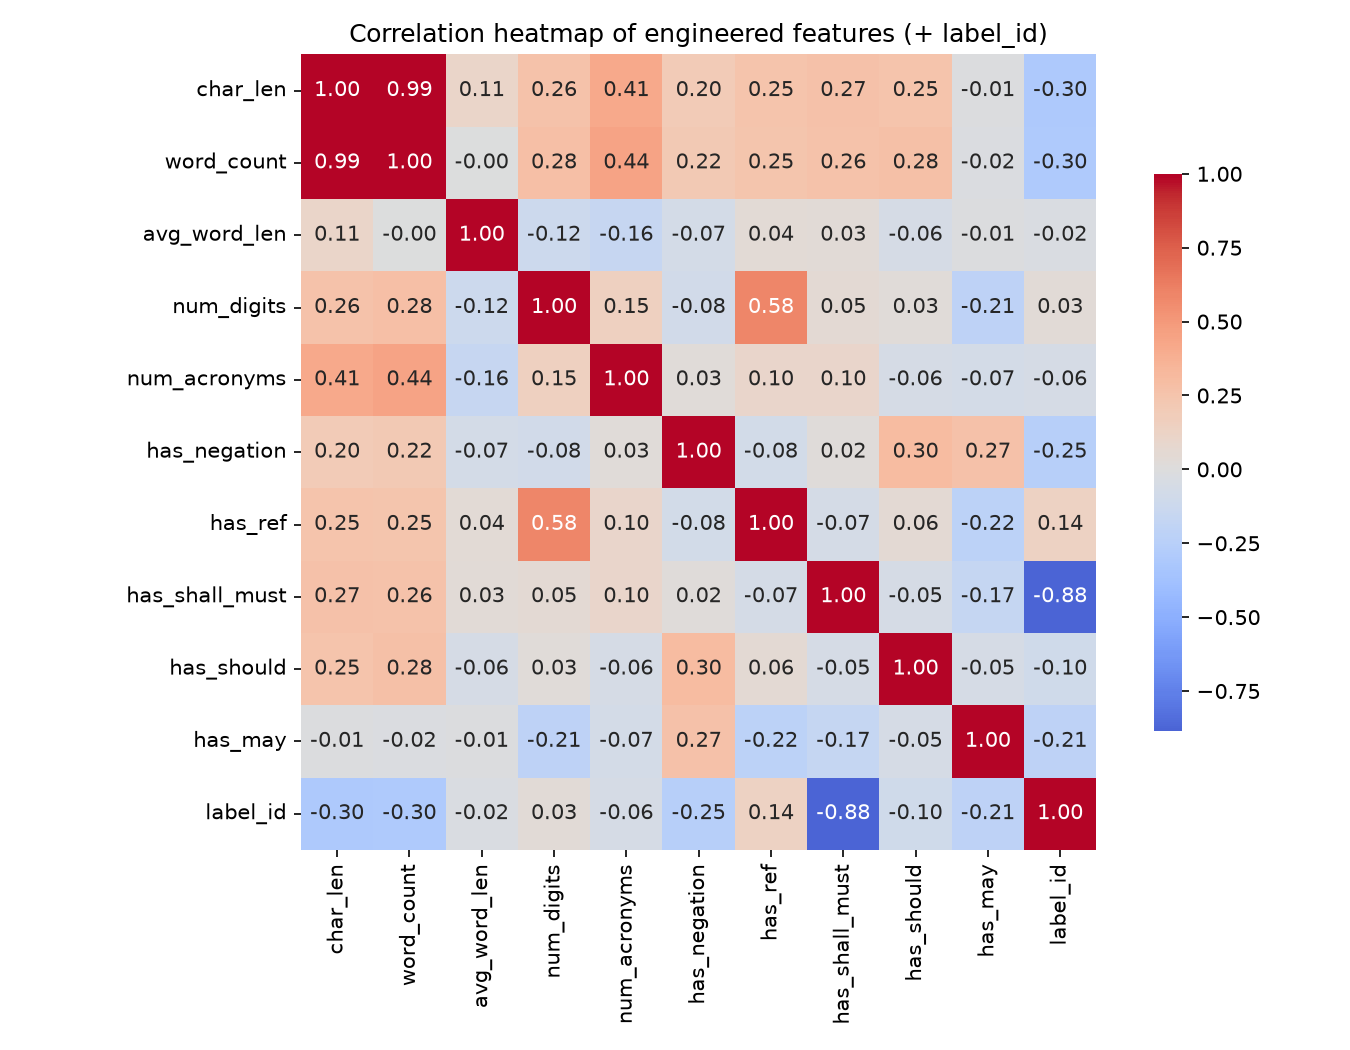 Correlation heatmap of engineered features (+ label_id)
char_len 1.00 0.99 0.11 0.26 0.41 0.20 0.25 0.27 0.25 -0.01 -0.30
word_count 0.99 1.00 -0.00 0.28 0.44 0.22 0.25 0.26 0.28 -0.02 -0.30
avg_word_len 0.11 -0.00 1.00 -0.12 -0.16 -0.07 0.04 0.03 -0.06 -0.01 -0.02
num_digits 0.26 0.28 -0.12 1.00 0.15 -0.08 0.58 0.05 0.03 -0.21 0.03
num_acronyms 0.41 0.44 -0.16 0.15 1.00 0.03 0.10 0.10 -0.06 -0.07 -0.06
has_negation 0.20 0.22 -0.07 -0.08 0.03 1.00 -0.08 0.02 0.30 0.27 -0.25
has_ref 0.25 0.25 0.04 0.58 0.10 -0.08 1.00 -0.07 0.06 -0.22 0.14
has_shall_must 0.27 0.26 0.03 0.05 0.10 0.02 -0.07 1.00 -0.05 -0.17 -0.88
has_should 0.25 0.28 -0.06 0.03 -0.06 0.30 0.06 -0.05 1.00 -0.05 -0.10
has_may -0.01 -0.02 -0.01 -0.21 -0.07 0.27 -0.22 -0.17 -0.05 1.00 -0.21
label_id -0.30 -0.30 -0.02 0.03 -0.06 -0.25 0.14 -0.88 -0.10 -0.21 1.00
char_len
word_count
avg_word_len
num_digits
num_acronyms
has_negation
has_ref
has_shall_must
has_should
has_may
label_id
1.00
0.75
0.50
0.25
0.00
−0.25
−0.50
−0.75